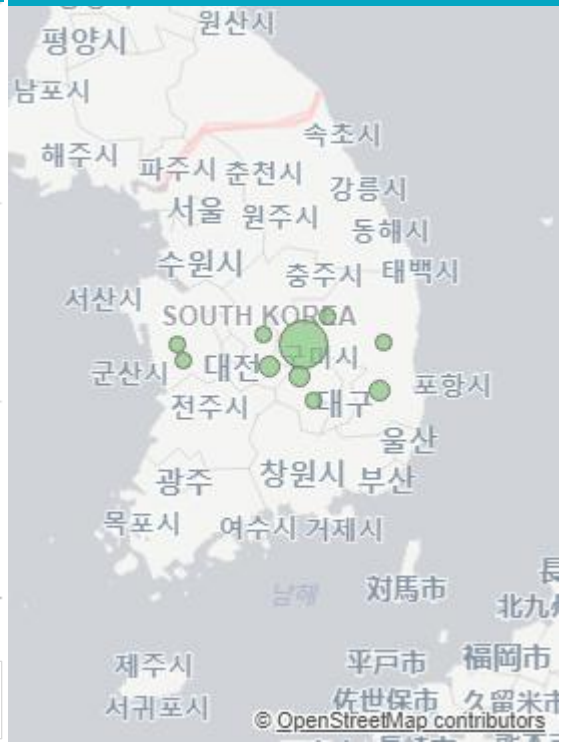 원산시
평양시
남포시
속초시
해주시
파주시 춘천시
강릉시
서울 원주시
동해시
수원시
충주시 태백시
서산시
SOUTH KOREA
군산시 대전 구미시
포항시
전주시 대구
울산
광주 창원시 부산
목포시 여수시 거제시
남해
対馬市
長
北九州
제주시 平戸市 福岡市
서귀포시 佐世保市 久留米市
© OpenStreetMap contributors